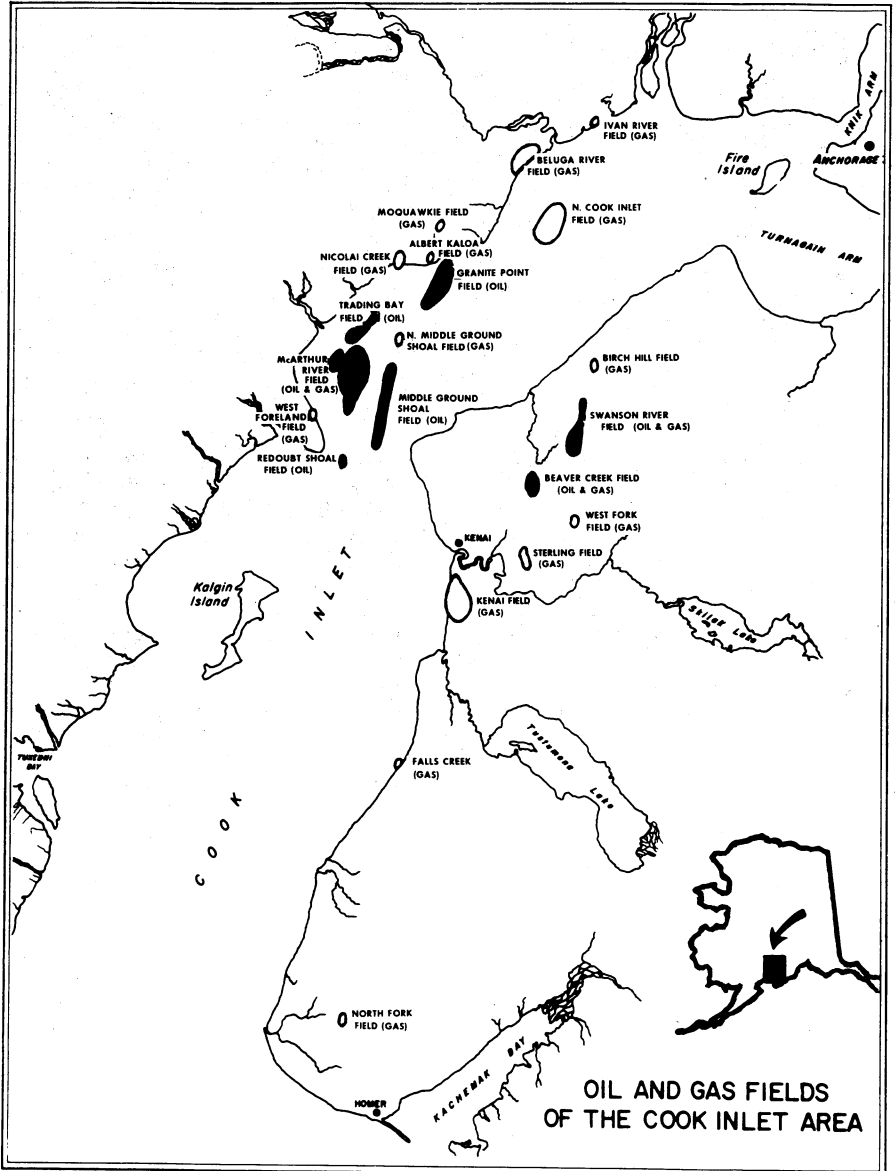 IVAN RIVER
FIELD (GAS)
KNIK ARM
BELUGA RIVER
FIELD (GAS)
Fire
Island
ANCHORAGE
N. COOK INLET
FIELD (GAS)
MOQUAWKIE FIELD
(GAS)
TURNAGAIN ARM
ALBERT KALOA
FIELD (GAS)
NICOLAI CREEK
FIELD (GAS)
GRANITE POINT
FIELD (OIL)
TRADING BAY
FIELD (OIL)
N. MIDDLE GROUND
SHOAL FIELD (GAS)
McARTHUR
RIVER
FIELD
(OIL & GAS)
BIRCH HILL FIELD
(GAS)
MIDDLE GROUND
SHOAL
FIELD (OIL)
WEST
FORELAND
FIELD
(GAS)
SWANSON RIVER
FIELD (OIL & GAS)
REDOUBT SHOAL
FIELD (OIL)
BEAVER CREEK FIELD
(OIL & GAS)
WEST FORK
FIELD (GAS)
KENAI
STERLING FIELD
(GAS)
Kalgin
Island
INLET
KENAI FIELD
(GAS)
Skilak Lake
TUXEDNI
BAY
Tustumena
Lake
FALLS CREEK
(GAS)
COOK
NORTH FORK
FIELD (GAS)
KACHEMAK BAY
HOMER
OIL AND GAS FIELDS
OF THE COOK INLET AREA